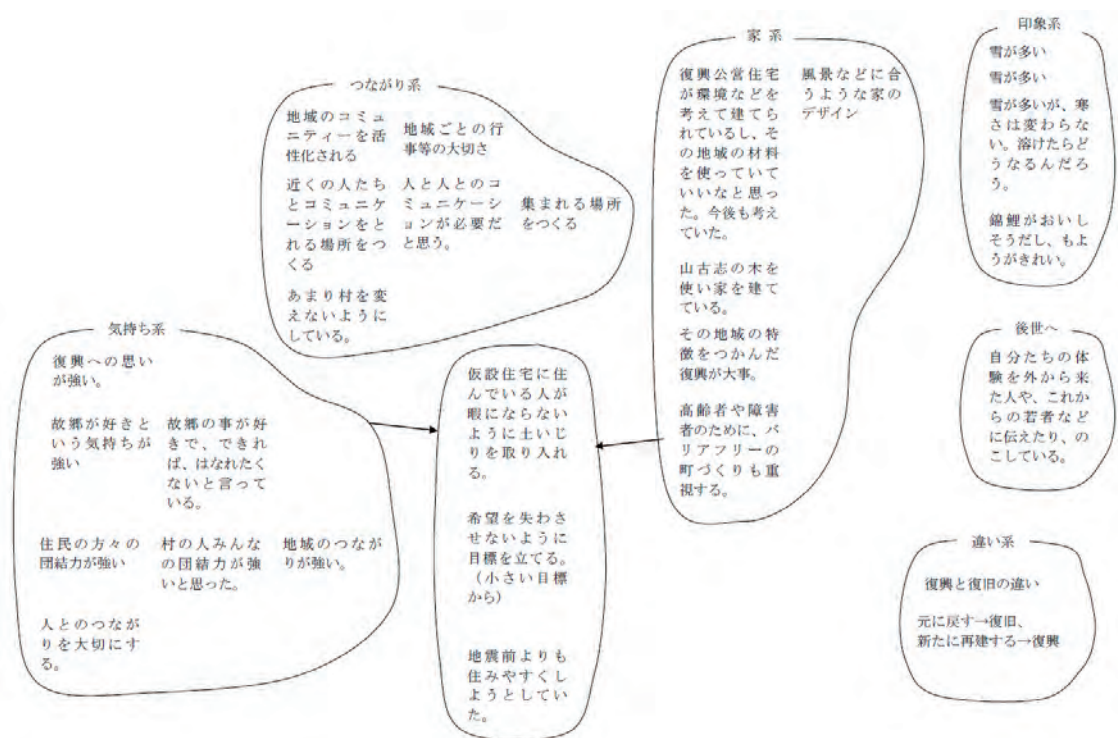 つながり系
地域のコミュ
ニティーを活
性化される
地域ごとの行
事等の大切さ
近くの人たち
とコミュニケ
ーションをと
れる場所をつ
くる
人と人とのコ
ミュニケーシ
ョンが必要だ
と思う。
集まれる場所
をつくる
あまり村を変
えないように
している。
家系
復興公営住宅
が環境などを
考えて建てら
れているし、そ
の地域の材料
を使っていて
いいなと思っ
た。今後も考え
ていた。
風景などに合
うような家の
デザイン
山古志の木を
使い家を建て
ている。
その地域の特
徴をつかんだ
復興が大事。
高齢者や障害
者のために、バ
リアフリーの
町づくりも重
視する。
印象系
雪が多い
雪が多い
雪が多いが、寒
さは変わらな
い。溶けたらど
うなるんだろ
う。
錦鯉がおいし
そうだし、もよ
うがきれい。
気持ち系
復興への思い
が強い。
故郷が好きと
いう気持ちが
強い
故郷の事が好
きで、できれ
ば、はなれたく
ないと言って
いる。
住民の方々の
団結力が強い
村の人みんな
の団結力が強
いと思った。
地域のつなが
りが強い。
人とのつなが
りを大切にす
る。
仮設住宅に住
んでいる人が
暇にならない
ように土いじ
りを取り入れ
る。
希望を失わさ
せないように
目標を立てる。
（小さい目標
から）
地震前よりも
住みやすくし
ようとしてい
た。
後世へ
自分たちの体
験を外から来
た人や、これか
らの若者など
に伝えたり、の
こしている。
違い系
復興と復旧の違い
元に戻す→復旧、
新たに再建する→復興